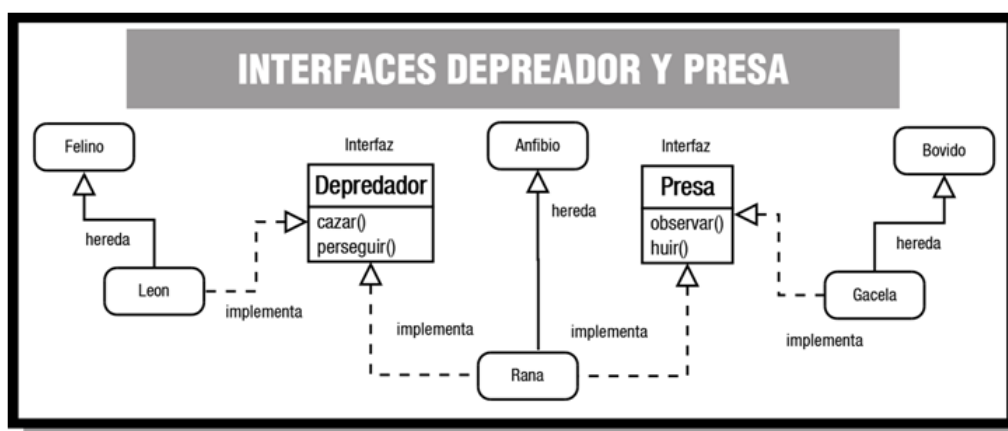 INTERFACES DEPREADOR Y PRESA
Felino
Interfaz
Anfibio
Interfaz
Bovido
Depredador
cazar()
perseguir()
Presa
observar()
huir()
hereda
hereda
hereda
Leon
implementa
Gacela
implementa
implementa
implementa
Rana